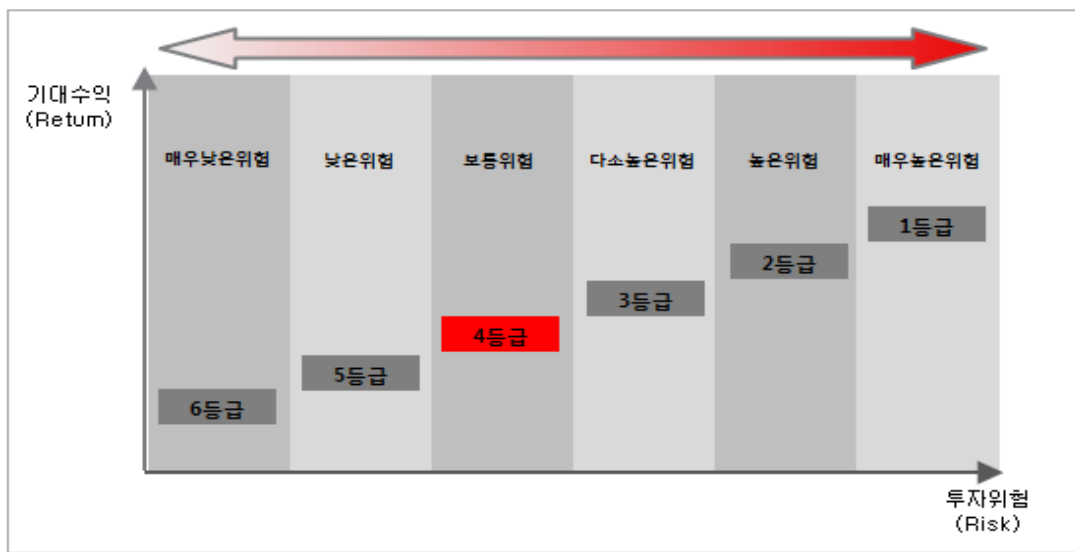 기대수익
(Retum)
매우낮은위험
낮은위험
보통위험
다소높은위험
높은위험
매우높은위험
1등급
2등급
3등급
4등급
5등급
6등급
투자위험
(Risk)